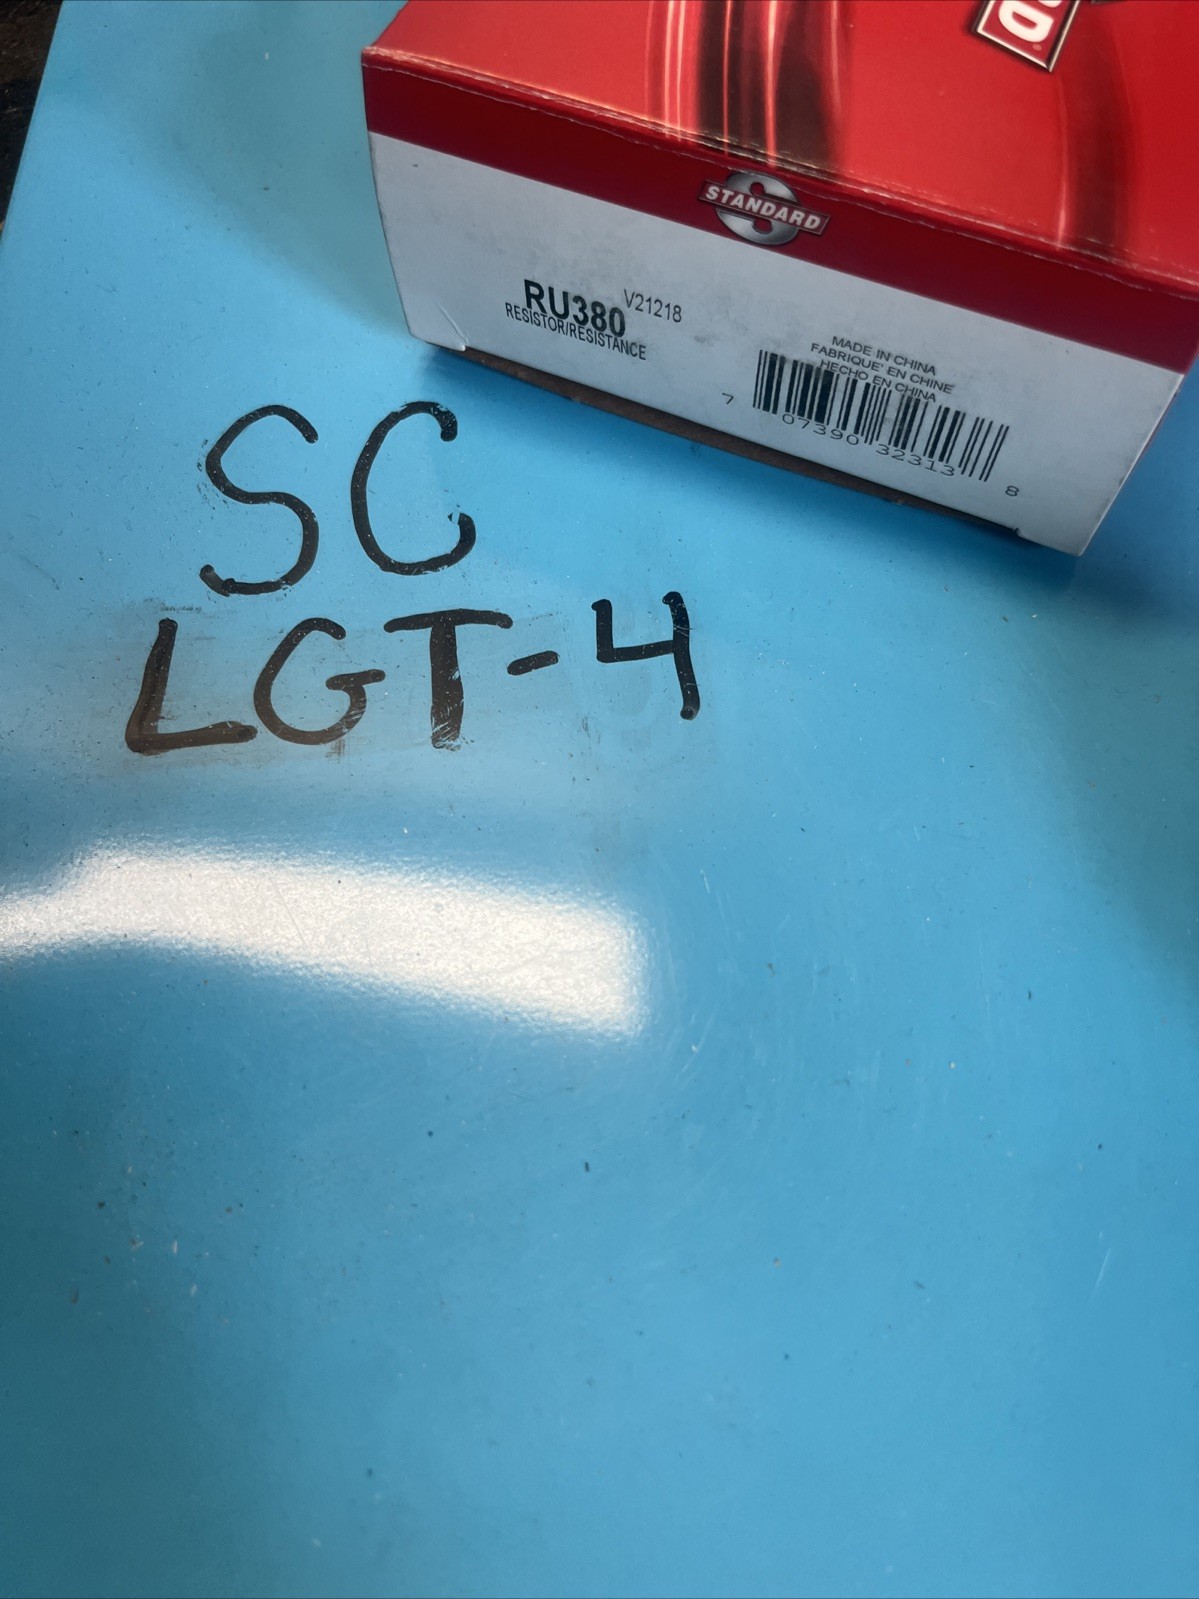 STANDARD
RU380 V21218
RESISTOR/RESISTANCE
MADE IN CHINA
FABRIQUE' EN CHINE
HECHO EN CHINA
7 07390 32313 8
SC
LGT-4